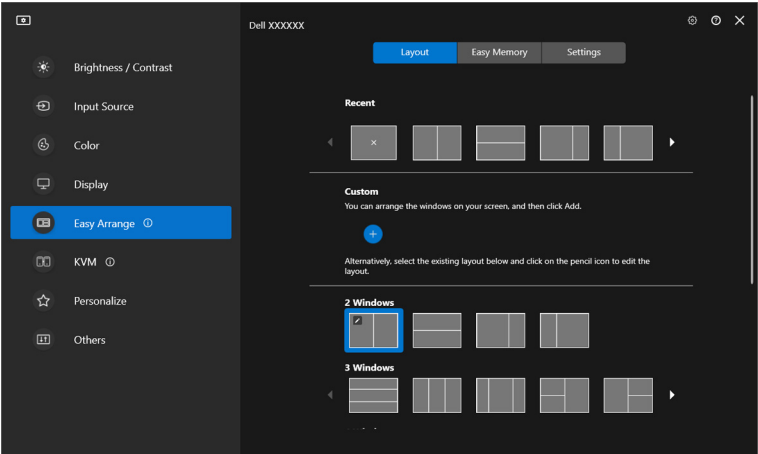 Dell XXXXXX
Brightness / Contrast
Input Source
Color
Display
Easy Arrange
KVM
Personalize
Others
Layout
Easy Memory
Settings
Recent
Custom
You can arrange the windows on your screen, and then click Add.
Alternatively, select the existing layout below and click on the pencil icon to edit the
layout.
2 Windows
3 Windows